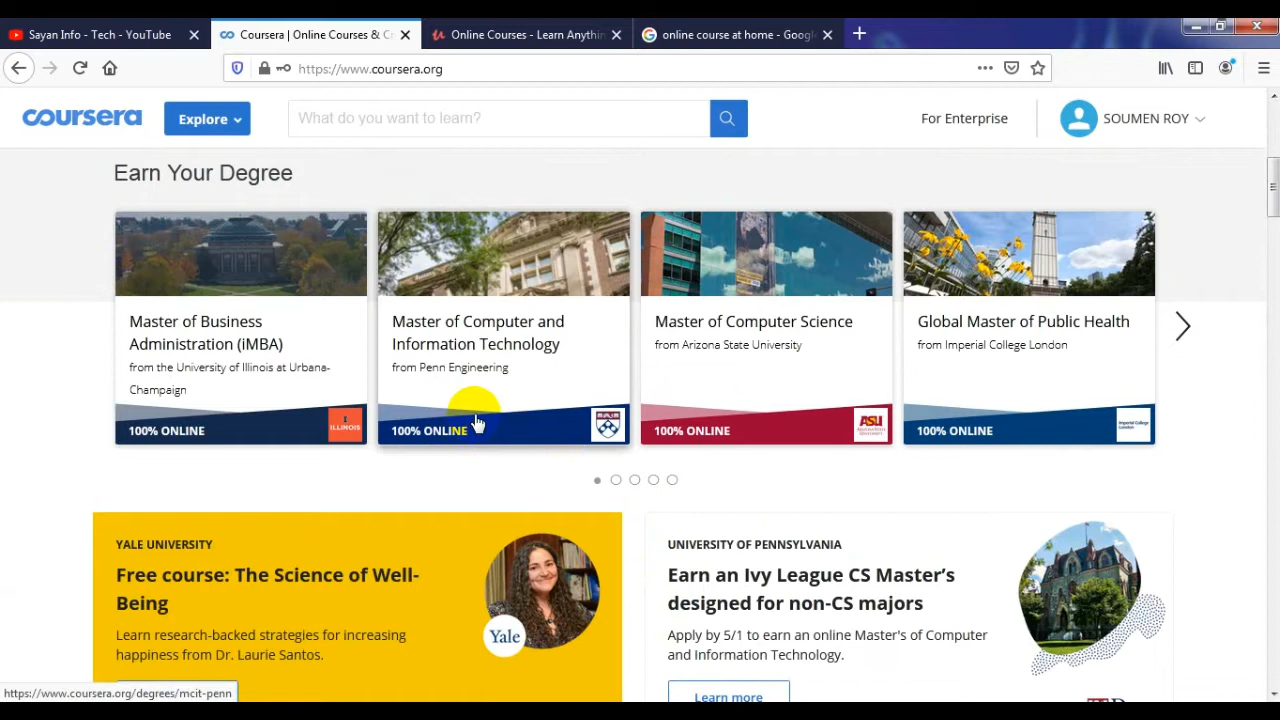 Sayan Info - Tech - YouTube
Coursera | Online Courses & Cr
Online Courses - Learn Anythin
online course at home - Google
https://www.coursera.org
coursera
Explore
What do you want to learn?
For Enterprise
SOUMEN ROY
Earn Your Degree
Master of Business
Administration (iMBA)
from the University of Illinois at Urbana-
Champaign
100% ONLINE
ILLINOIS
Master of Computer and
Information Technology
from Penn Engineering
100% ONLINE
Master of Computer Science
from Arizona State University
100% ONLINE
ASU
Global Master of Public Health
from Imperial College London
100% ONLINE
Imperial College
London
YALE UNIVERSITY
Free course: The Science of Well-
Being
Learn research-backed strategies for increasing
happiness from Dr. Laurie Santos.
Yale
UNIVERSITY OF PENNSYLVANIA
Earn an Ivy League CS Master's
designed for non-CS majors
Apply by 5/1 to earn an online Master's of Computer
and Information Technology.
Learn more
https://www.coursera.org/degrees/mcit-penn